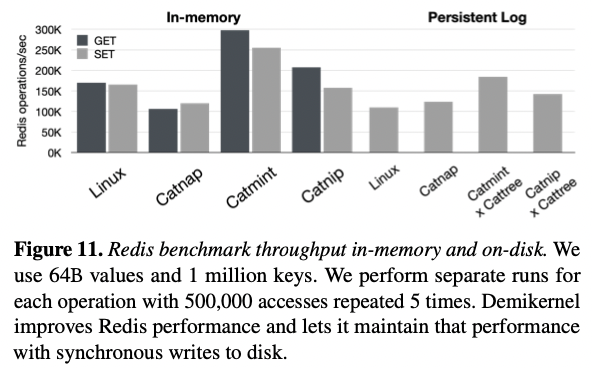 In-memory
Persistent Log
Redis operations/sec
300K
250K
200K
150K
100K
50K
0K
GET
SET
Linux
Catnap
Catmint
Catnip
Linux
Catnap
Catmint
x Cattree
Catnip
x Cattree
Figure 11. Redis benchmark throughput in-memory and on-disk. We
use 64B values and 1 million keys. We perform separate runs for
each operation with 500,000 accesses repeated 5 times. Demikernel
improves Redis performance and lets it maintain that performance
with synchronous writes to disk.